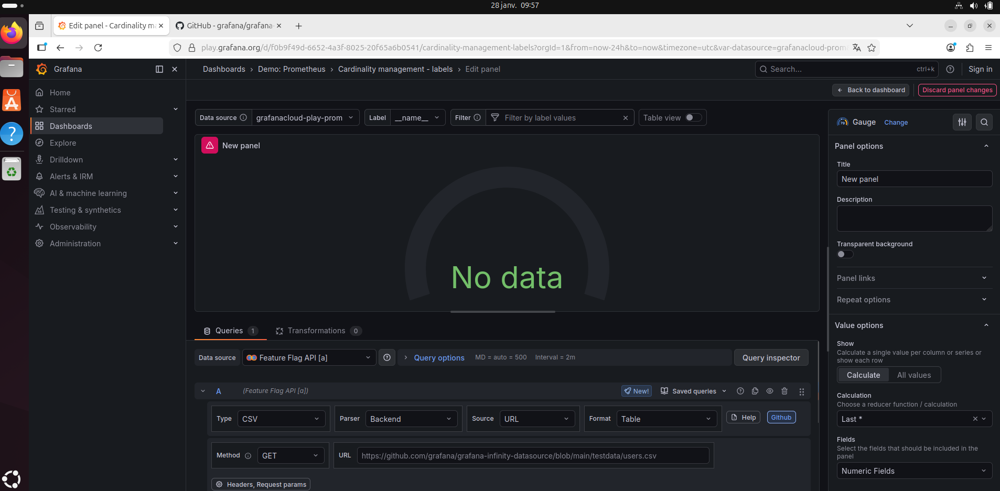 28 janv. 09:57
Edit panel - Cardinality ma
GitHub - grafana/grafana-
play.grafana.org/d/f0b9f49d-6652-4a3f-8025-20f65a6b0541/cardinality-management-labels?orgId=1&from=now-24h&to=now&timezone=utc&var-datasource=grafanacloud-prom
Grafana
Dashboards › Demo: Prometheus › Cardinality management - labels › Edit panel
Search... ctrl+k
Sign in
Back to dashboard
Discard panel changes
Home
Starred
Dashboards
Explore
Drilldown
Alerts & IRM
AI & machine learning
Testing & synthetics
Observability
Administration
Data source grafanacloud-play-prom
Label __name__
Filter Filter by label values
Table view
New panel
No data
Queries 1
Transformations 0
Data source Feature Flag API [a]
Query options MD = auto = 500 Interval = 2m
Query inspector
A (Feature Flag API [a])
New!
Saved queries
Type CSV
Parser Backend
Source URL
Format Table
Help
Github
Method GET
URL https://github.com/grafana/grafana-infinity-datasource/blob/main/testdata/users.csv
Headers, Request params
79
Gauge Change
Panel options
Title
New panel
Description
Transparent background
Panel links
Repeat options
Value options
Show
Calculate a single value per column or series or
show each row
Calculate All values
Calculation
Choose a reducer function / calculation
Last *
Fields
Select the fields that should be included in the
panel
Numeric Fields